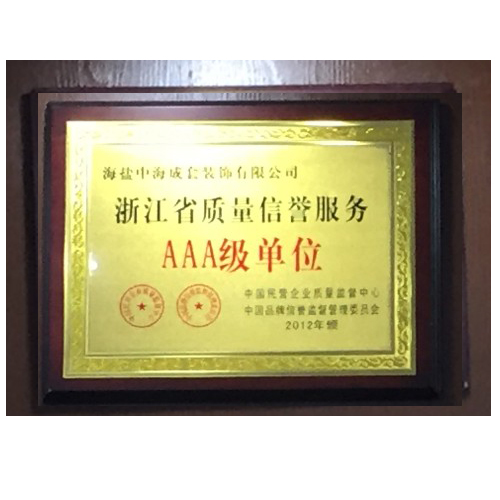 海盐中海成套装饰有限公司
浙江省质量信誉服务
AAA级单位
中国民营企业质量监督中心
中国品牌信誉监督管理委员会
2012年颁